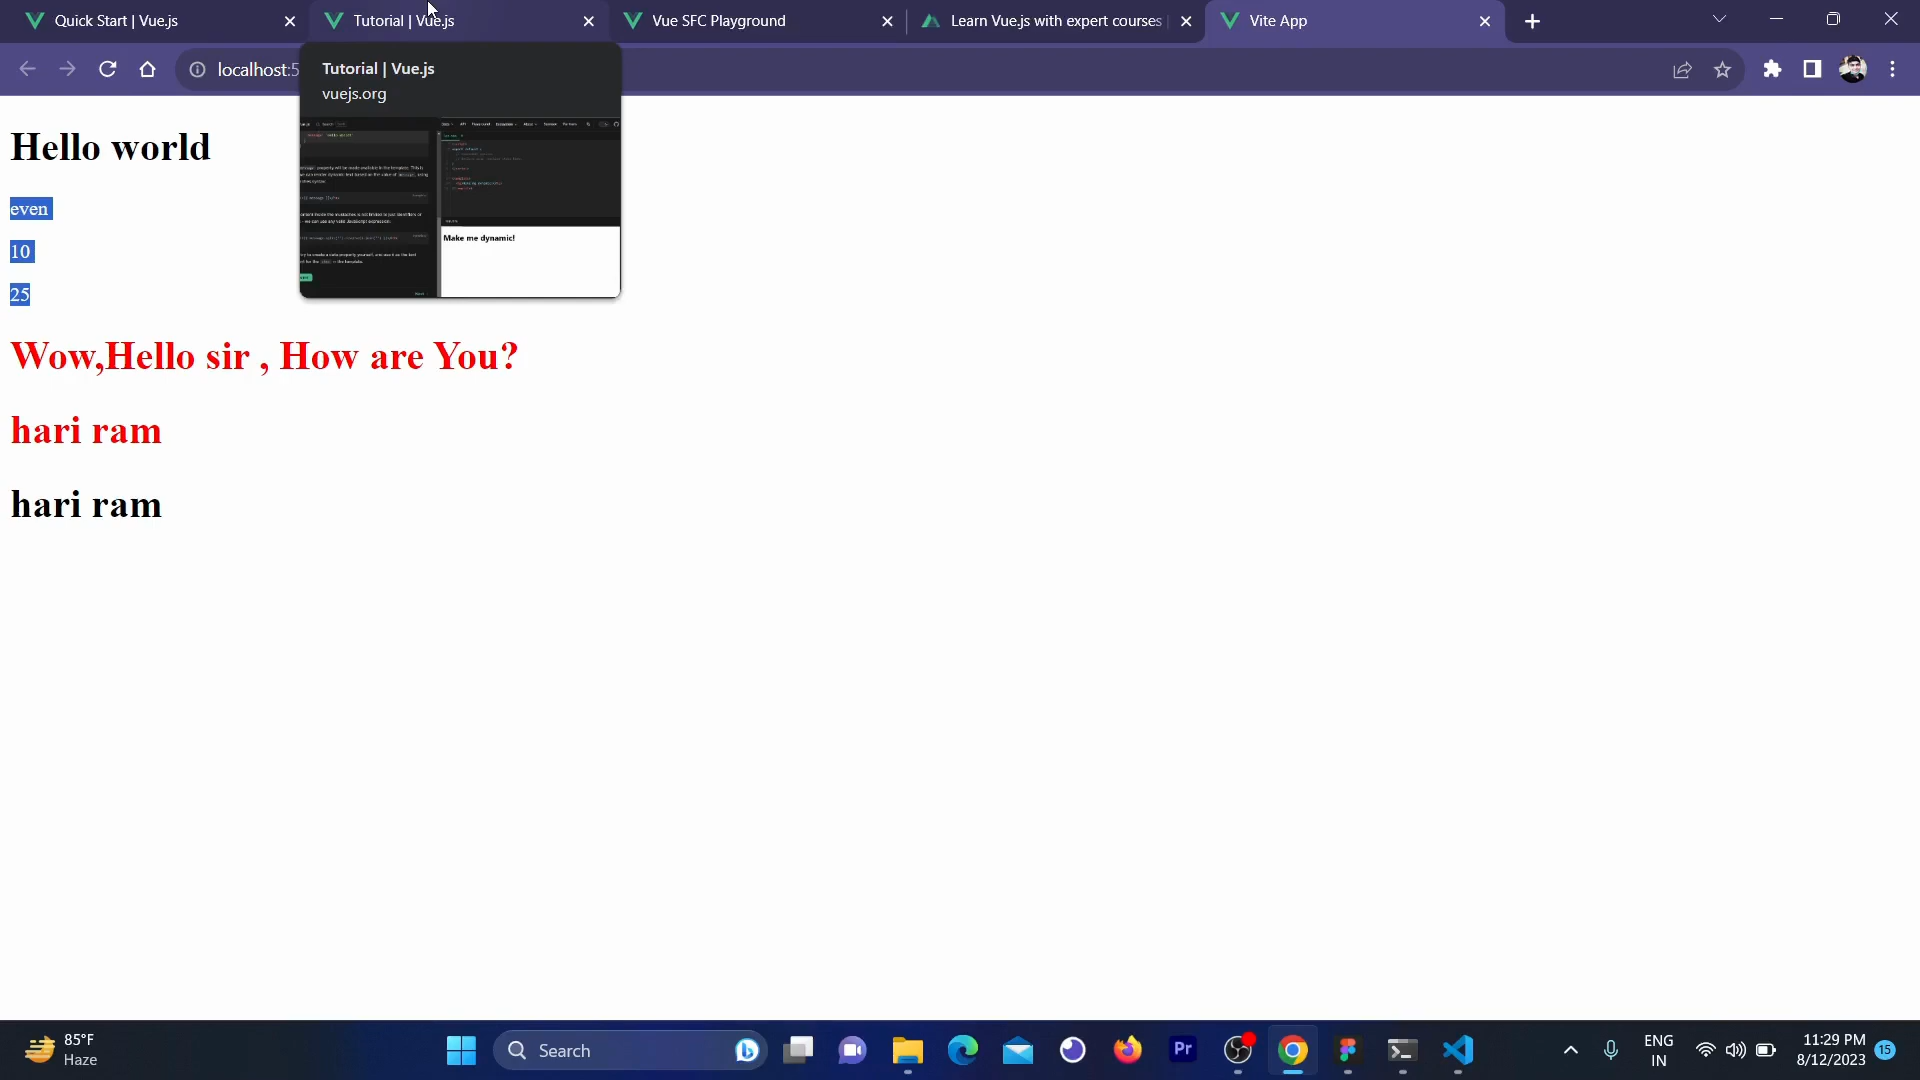 Quick Start | Vue.js
Tutorial | Vue.js
Vue SFC Playground
Learn Vue.js with expert courses |
Vite App
localhost:5
Tutorial | Vue.js
vuejs.org
Make me dynamic!
Hello world
even
10
25
Wow,Hello sir , How are You?
hari ram
hari ram
85°F
Haze
Search
Pr
ENG
IN
11:29 PM
8/12/2023
15